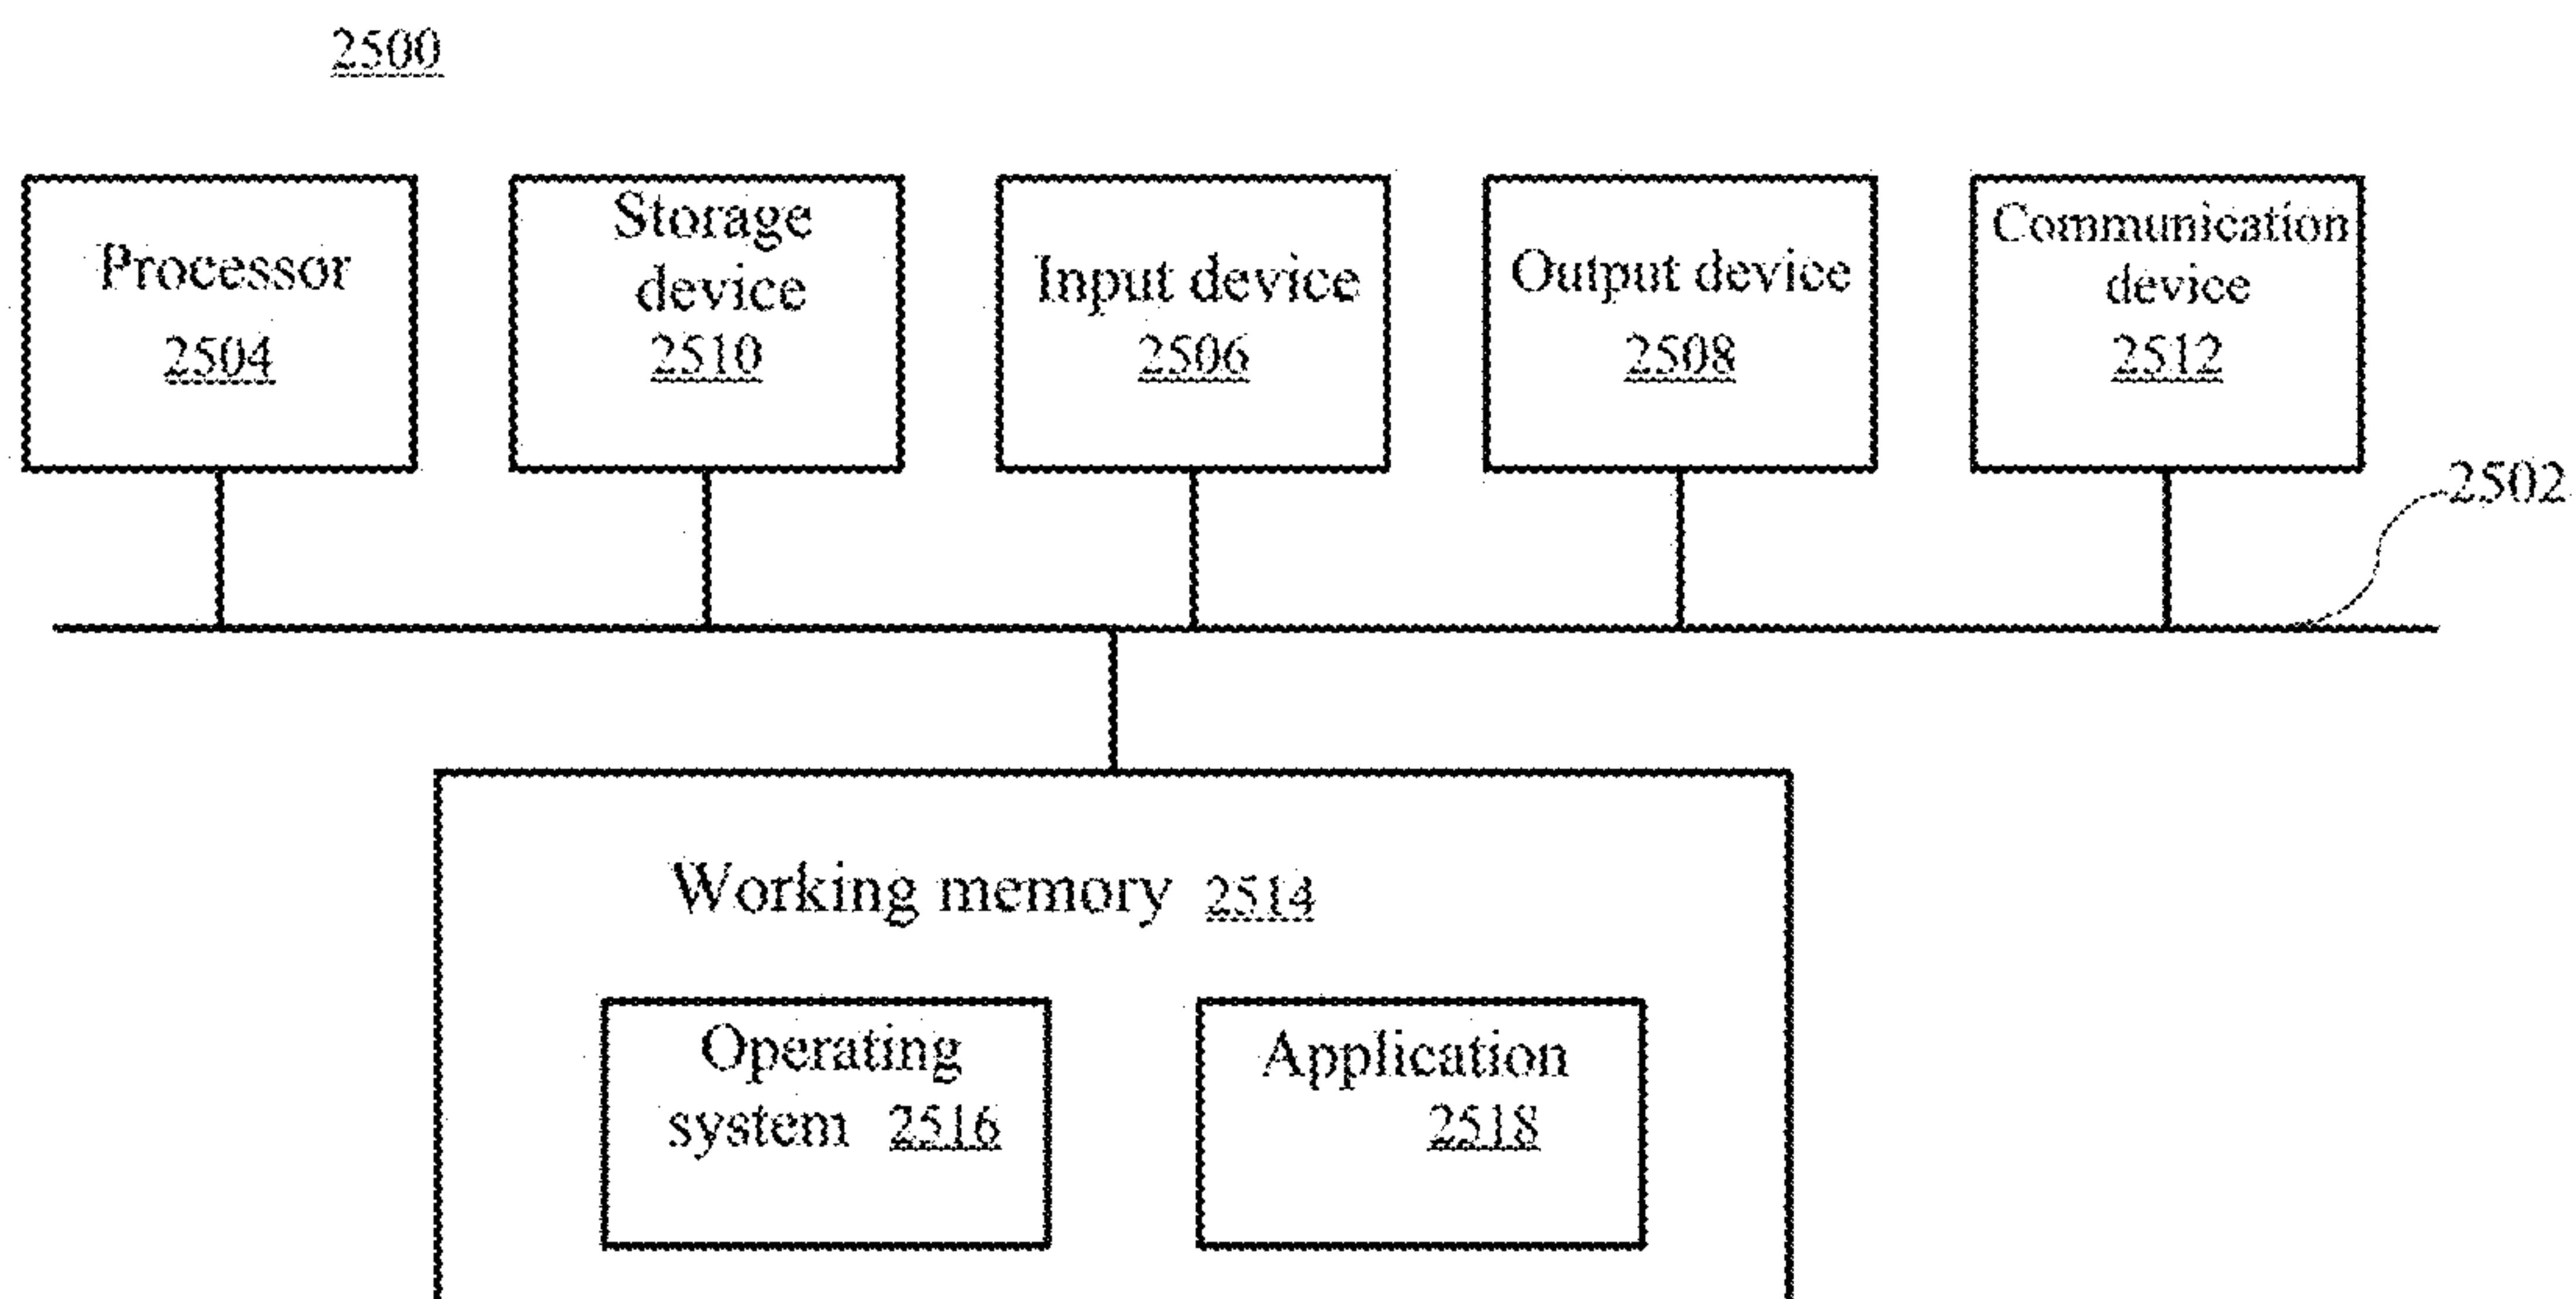 2500
Processor
2504
Storage
device
2510
Input device
2506
Output device
2508
Communication
device
2512
2502
Working memory 2514
Operating
system 2516
Application
2518